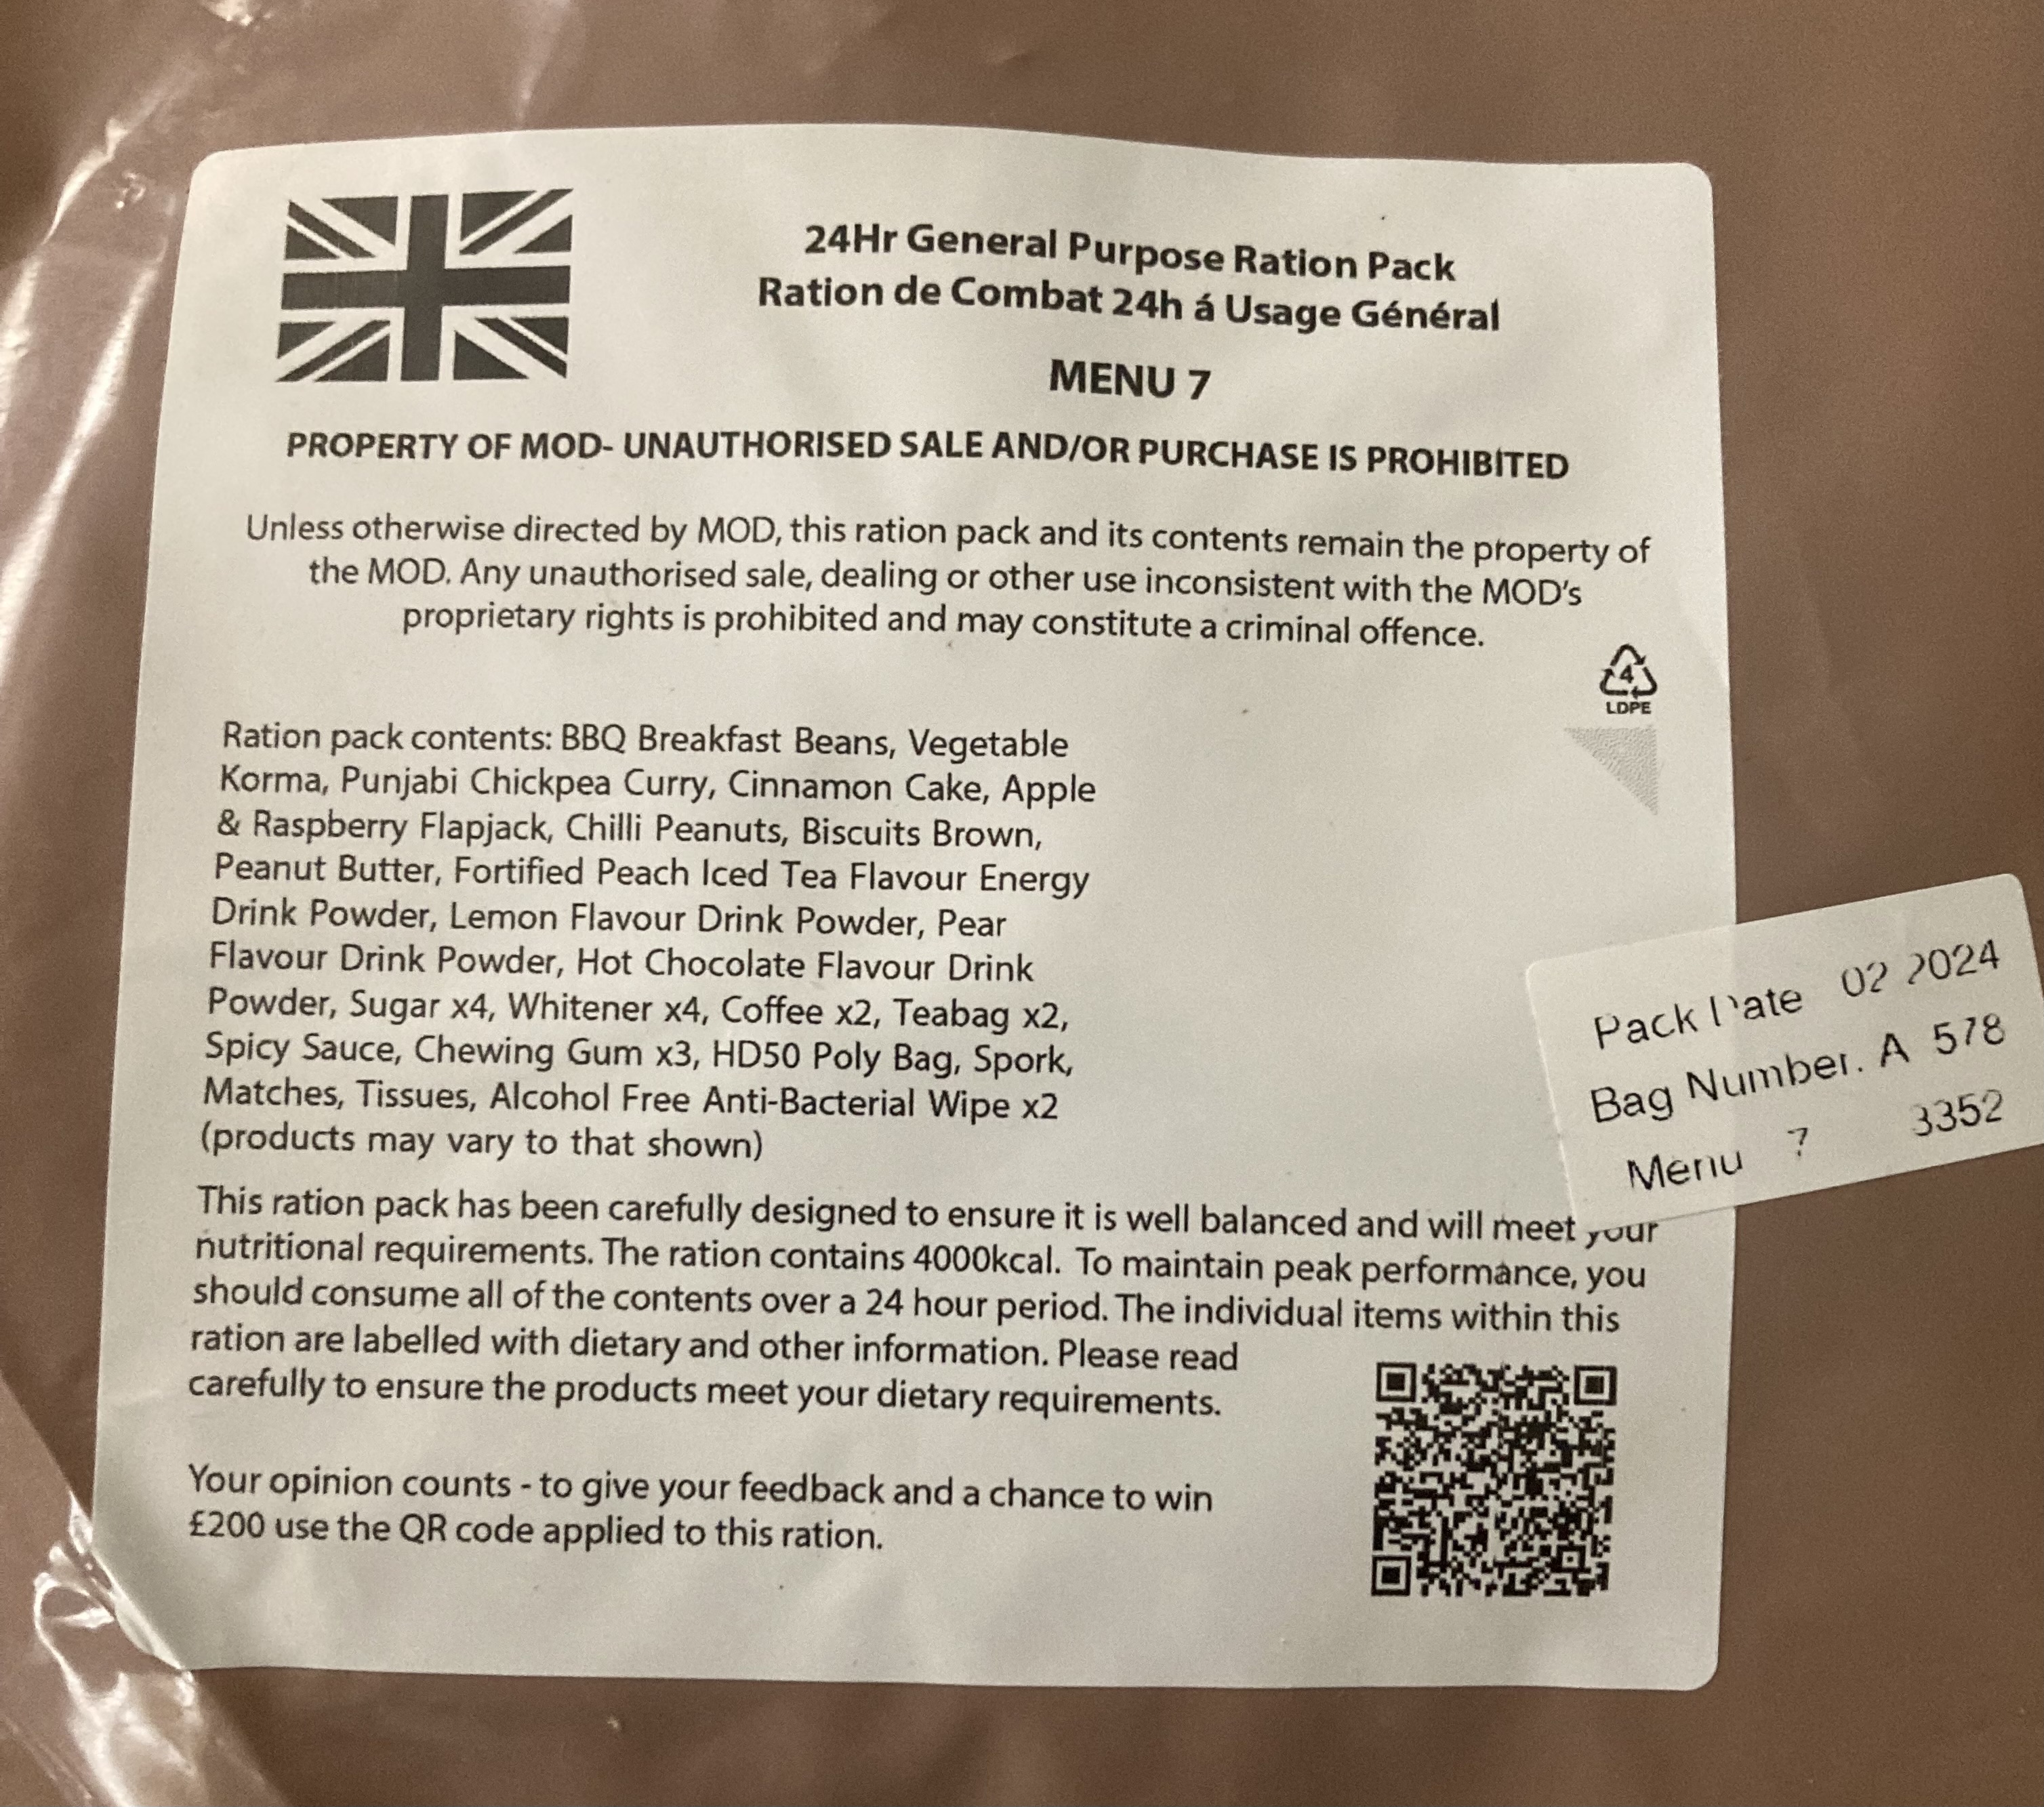 24Hr General Purpose Ration Pack
Ration de Combat 24h á Usage Général
MENU 7
PROPERTY OF MOD- UNAUTHORISED SALE AND/OR PURCHASE IS PROHIBITED
Unless otherwise directed by MOD, this ration pack and its contents remain the property of
the MOD. Any unauthorised sale, dealing or other use inconsistent with the MOD's
proprietary rights is prohibited and may constitute a criminal offence.
4
LDPE
Ration pack contents: BBQ Breakfast Beans, Vegetable
Korma, Punjabi Chickpea Curry, Cinnamon Cake, Apple
& Raspberry Flapjack, Chilli Peanuts, Biscuits Brown,
Peanut Butter, Fortified Peach Iced Tea Flavour Energy
Drink Powder, Lemon Flavour Drink Powder, Pear
Flavour Drink Powder, Hot Chocolate Flavour Drink
Powder, Sugar x4, Whitener x4, Coffee x2, Teabag x2,
Spicy Sauce, Chewing Gum x3, HD50 Poly Bag, Spork,
Matches, Tissues, Alcohol Free Anti-Bacterial Wipe x2
(products may vary to that shown)
Pack Date 02 2024
Bag Number. A 578
Menu 7 3352
This ration pack has been carefully designed to ensure it is well balanced and will meet your
nutritional requirements. The ration contains 4000kcal. To maintain peak performance, you
should consume all of the contents over a 24 hour period. The individual items within this
ration are labelled with dietary and other information. Please read
carefully to ensure the products meet your dietary requirements.
Your opinion counts - to give your feedback and a chance to win
£200 use the QR code applied to this ration.